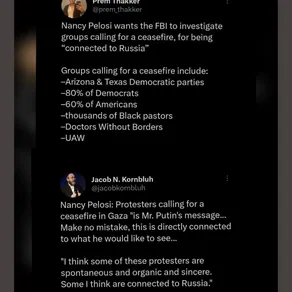 Prem Thakker
@prem_thakker
Nancy Pelosi wants the FBI to investigate
groups calling for a ceasefire, for being
“connected to Russia”
Groups calling for a ceasefire include:
–Arizona & Texas Democratic parties
–80% of Democrats
–60% of Americans
–thousands of Black pastors
–Doctors Without Borders
–UAW
Jacob N. Kornbluh
@jacobkornbluh
Nancy Pelosi: Protesters calling for a
ceasefire in Gaza "is Mr. Putin's message...
Make no mistake, this is directly connected
to what he would like to see...
"I think some of these protesters are
spontaneous and organic and sincere.
Some I think are connected to Russia."